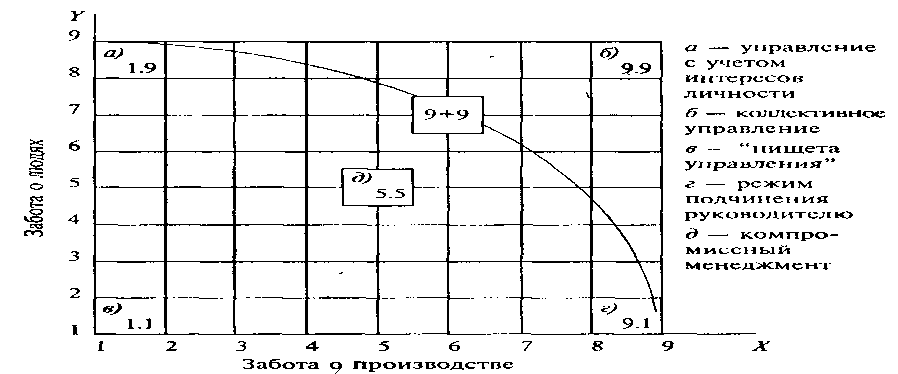 Y
9
8
7
6
5
4
3
2
1
Забота о людях
а)
1.9
б)
9.9
9+9
д)
5.5
в)
1.1
г)
9.1
1 2 3 4 5 6 7 8 9 X
Забота о производстве
а — управление
с учетом
интересов
личности
б — коллективное
управление
в — "нищета
управления"
г — режим
подчинения
руководителю
д — компро-
миссный
менеджмент